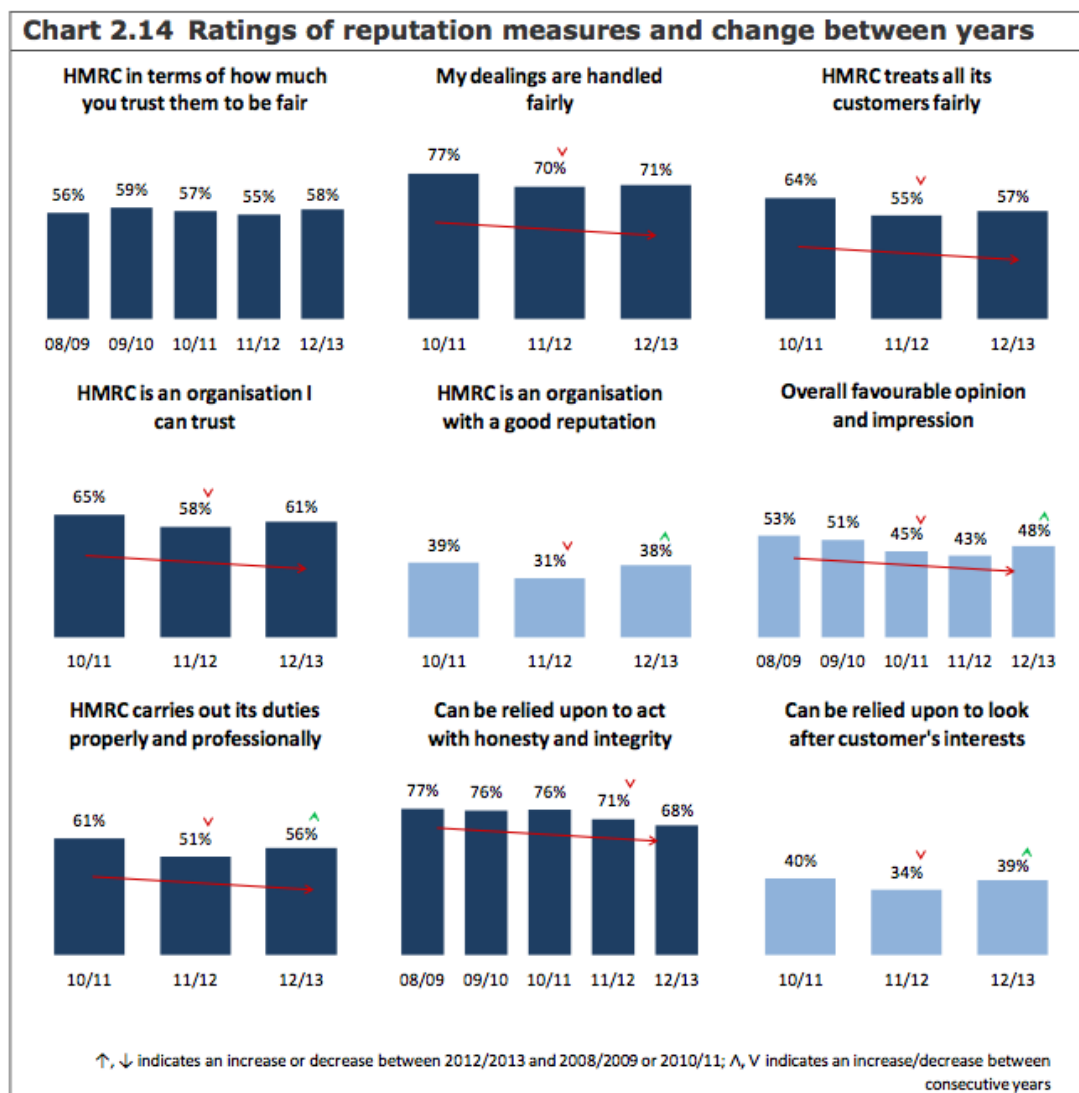 Chart 2.14 Ratings of reputation measures and change between years
HMRC in terms of how much
you trust them to be fair
56%
59%
57%
55%
58%
08/09
09/10
10/11
11/12
12/13
My dealings are handled
fairly
77%
v
70%
71%
10/11
11/12
12/13
HMRC treats all its
customers fairly
64%
v
55%
57%
10/11
11/12
12/13
HMRC is an organisation I
can trust
65%
v
58%
61%
10/11
11/12
12/13
HMRC is an organisation
with a good reputation
39%
v
31%
^
38%
10/11
11/12
12/13
Overall favourable opinion
and impression
53%
51%
v
45%
43%
^
48%
08/09
09/10
10/11
11/12
12/13
HMRC carries out its duties
properly and professionally
61%
v
51%
^
56%
10/11
11/12
12/13
Can be relied upon to act
with honesty and integrity
77%
76%
76%
v
71%
68%
08/09
09/10
10/11
11/12
12/13
Can be relied upon to look
after customer's interests
40%
v
34%
^
39%
10/11
11/12
12/13
↑, ↓ indicates an increase or decrease between 2012/2013 and 2008/2009 or 2010/11; Λ, V indicates an increase/decrease between
consecutive years